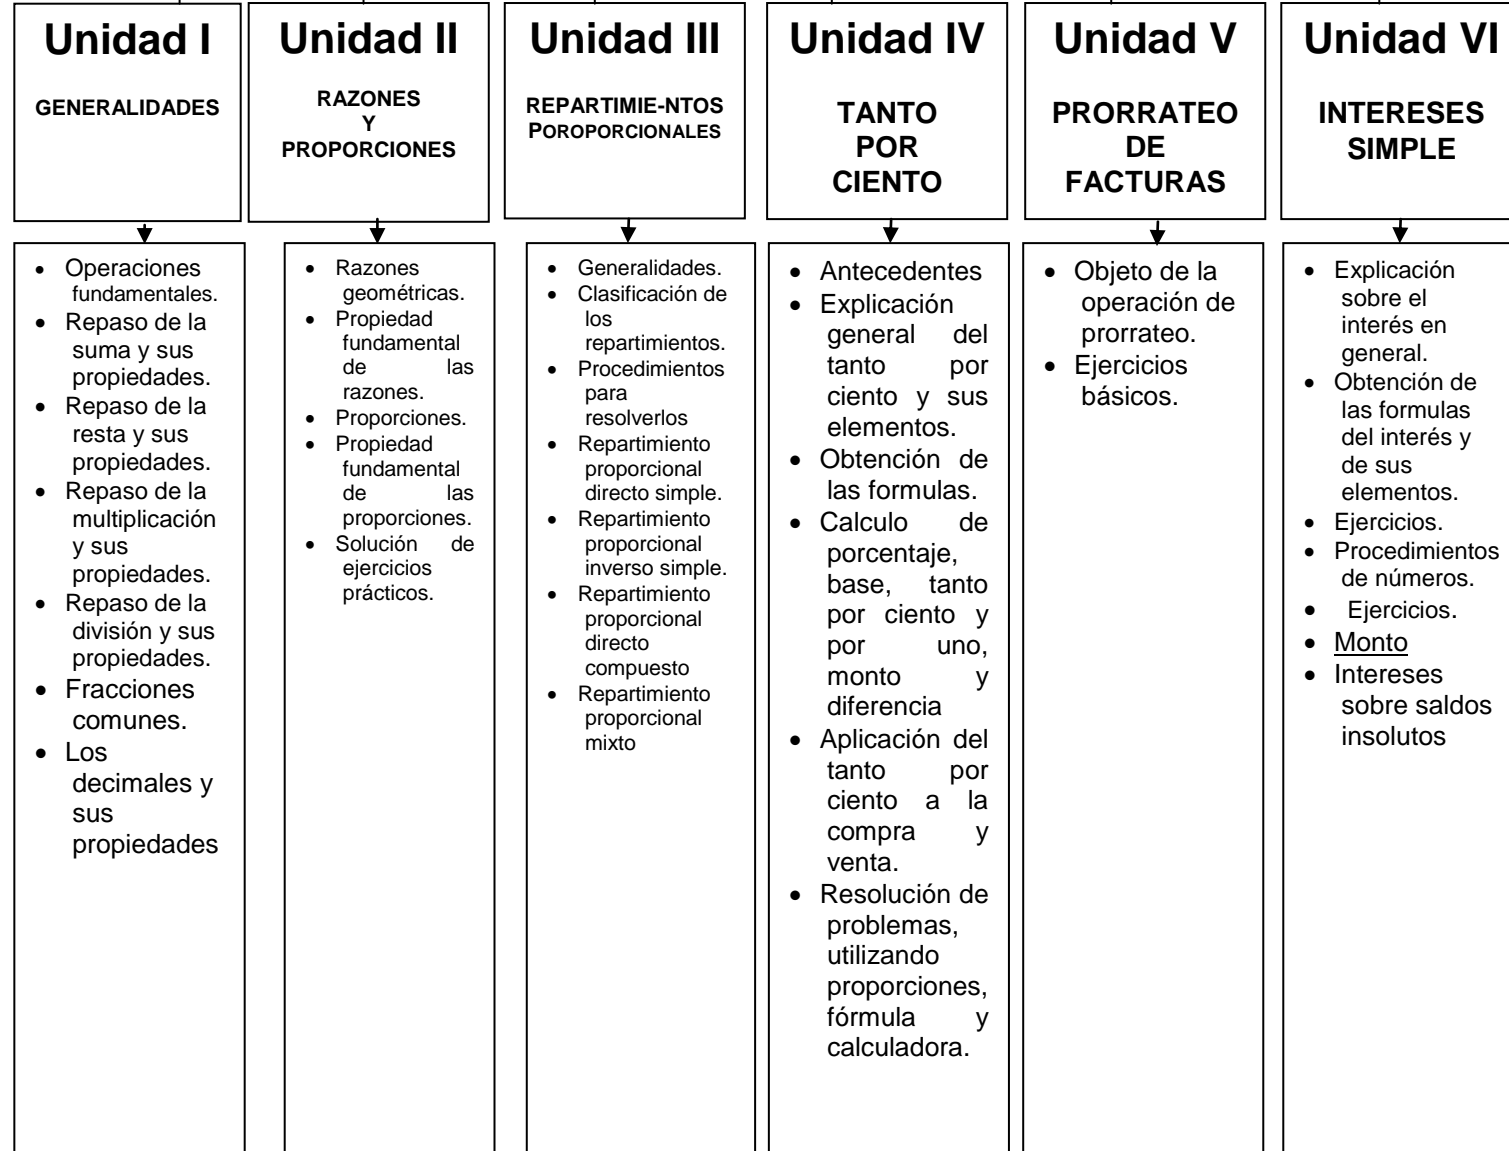 Unidad I
GENERALIDADES
Unidad II
RAZONES
Y
PROPORCIONES
Unidad III
REPARTIMIE-NTOS
POROPORCIONALES
Unidad IV
TANTO
POR
CIENTO
Unidad V
PRORRATEO
DE
FACTURAS
Unidad VI
INTERESES
SIMPLE
• Operaciones
fundamentales.
• Repaso de la
suma y sus
propiedades.
• Repaso de la
resta y sus
propiedades.
• Repaso de la
multiplicación
y sus
propiedades.
• Repaso de la
división y sus
propiedades.
• Fracciones
comunes.
• Los
decimales y
sus
propiedades
• Razones
geométricas.
• Propiedad
fundamental
de las
razones.
• Proporciones.
• Propiedad
fundamental
de las
proporciones.
• Solución de
ejercicios
prácticos.
• Generalidades.
• Clasificación de
los
repartimientos.
• Procedimientos
para
resolverlos
• Repartimiento
proporcional
directo simple.
• Repartimiento
proporcional
inverso simple.
• Repartimiento
proporcional
directo
compuesto
• Repartimiento
proporcional
mixto
• Antecedentes
• Explicación
general del
tanto por
ciento y sus
elementos.
• Obtención de
las formulas.
• Calculo de
porcentaje,
base, tanto
por ciento y
por uno,
monto y
diferencia
• Aplicación del
tanto por
ciento a la
compra y
venta.
• Resolución de
problemas,
utilizando
proporciones,
fórmula y
calculadora.
• Objeto de la
operación de
prorrateo.
• Ejercicios
básicos.
• Explicación
sobre el
interés en
general.
• Obtención de
las formulas
del interés y
de sus
elementos.
• Ejercicios.
• Procedimientos
de números.
• Ejercicios.
• Monto
• Intereses
sobre saldos
insolutos